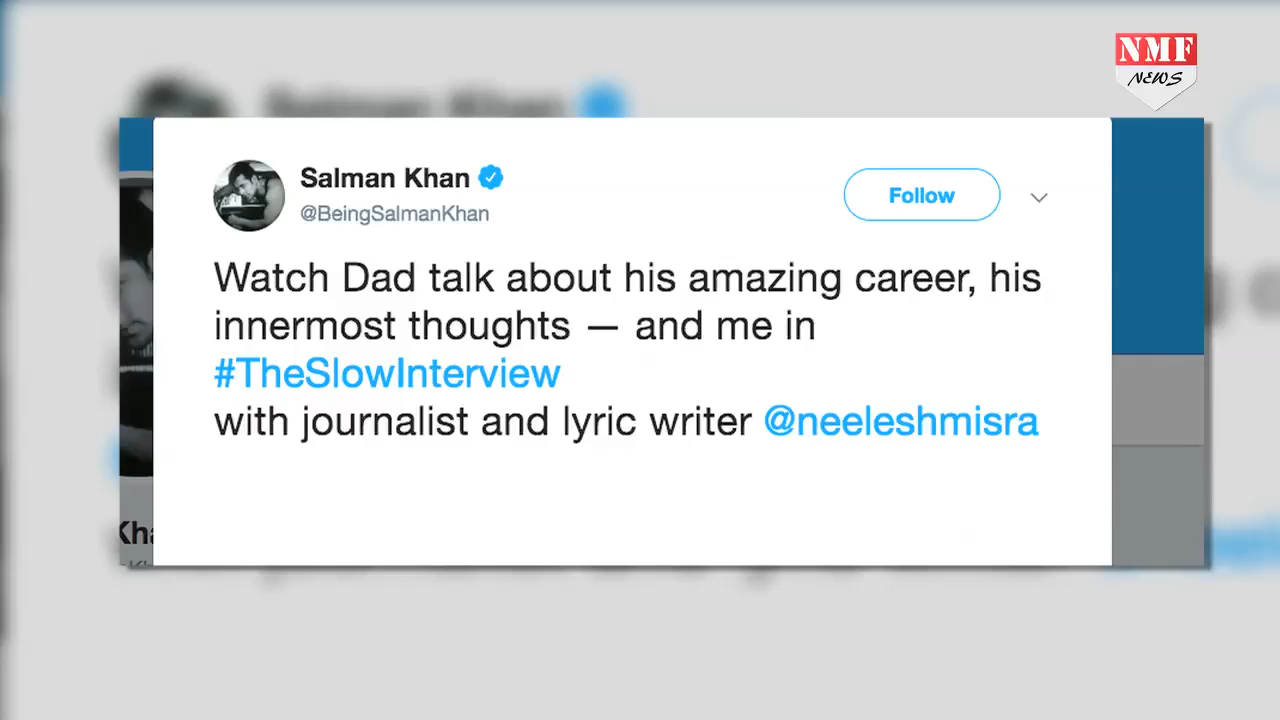 NMF
NEWS
Salman Khan
@BeingSalmanKhan
Follow
Watch Dad talk about his amazing career, his
innermost thoughts — and me in
#TheSlowInterview
with journalist and lyric writer @neeleshmisra
Kha